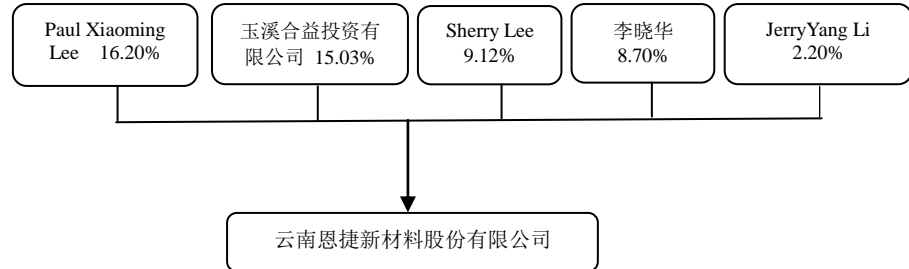 Paul Xiaoming
Lee 16.20%
玉溪合益投资有
限公司 15.03%
Sherry Lee
9.12%
李晓华
8.70%
JerryYang Li
2.20%
云南恩捷新材料股份有限公司